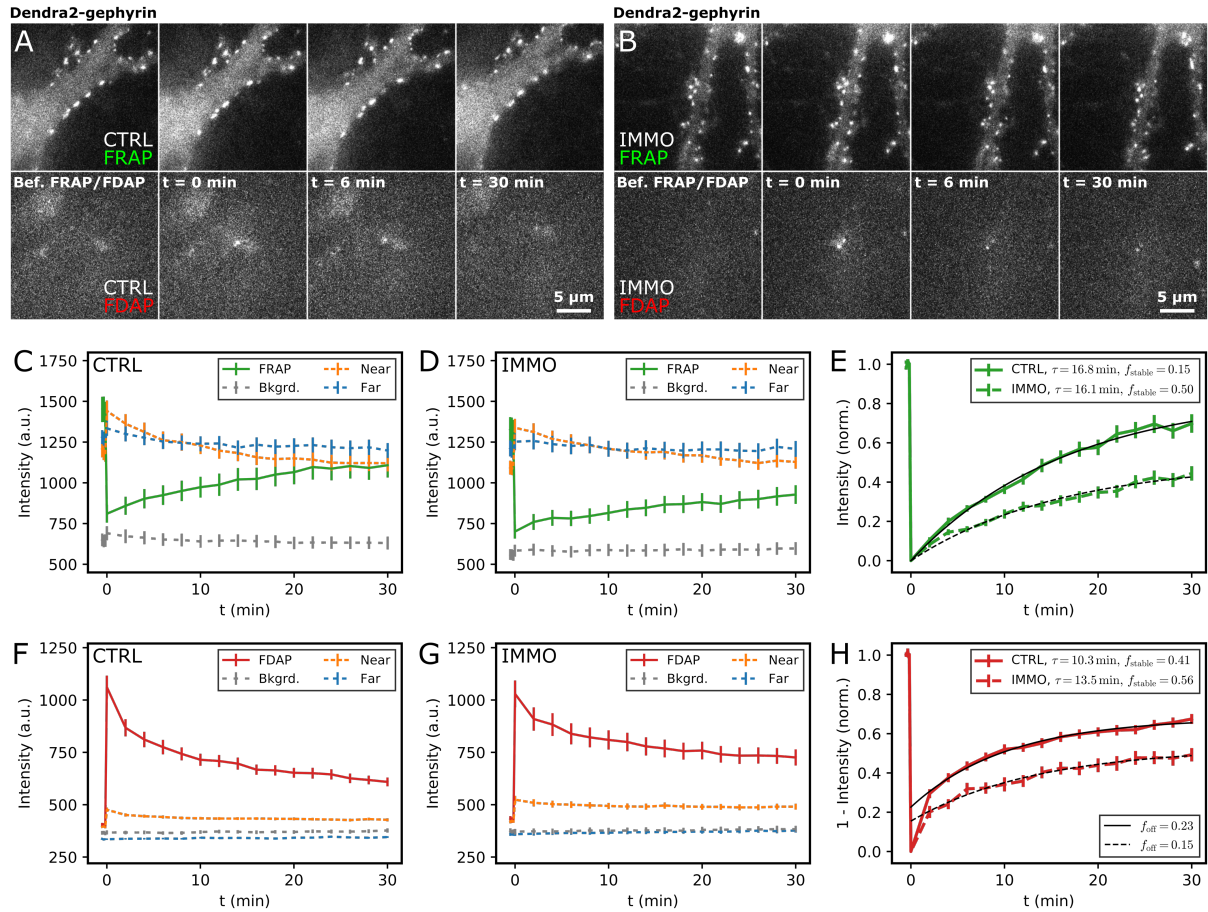 Dendra2-gephyrin
A
CTRL
FRAP
Bef. FRAP/FDAP
t = 0 min
t = 6 min
t = 30 min
CTRL
FDAP
5 µm
Dendra2-gephyrin
B
IMMO
FRAP
Bef. FRAP/FDAP
t = 0 min
t = 6 min
t = 30 min
IMMO
FDAP
5 µm
C
CTRL
FRAP
Bkgrd.
Near
Far
1750
1500
1250
1000
750
500
Intensity (a.u.)
0
10
20
30
t (min)
D
IMMO
FRAP
Bkgrd.
Near
Far
1750
1500
1250
1000
750
500
Intensity (a.u.)
0
10
20
30
t (min)
E
CTRL, τ = 16.8 min, f_stable = 0.15
IMMO, τ = 16.1 min, f_stable = 0.50
1.0
0.8
0.6
0.4
0.2
0.0
Intensity (norm.)
0
10
20
30
t (min)
F
CTRL
FDAP
Bkgrd.
Near
Far
1250
1000
750
500
250
Intensity (a.u.)
0
10
20
30
t (min)
G
IMMO
FDAP
Bkgrd.
Near
Far
1250
1000
750
500
250
Intensity (a.u.)
0
10
20
30
t (min)
H
CTRL, τ = 10.3 min, f_stable = 0.41
IMMO, τ = 13.5 min, f_stable = 0.56
1.0
0.8
0.6
0.4
0.2
0.0
1 - Intensity (norm.)
f_off = 0.23
f_off = 0.15
0
10
20
30
t (min)